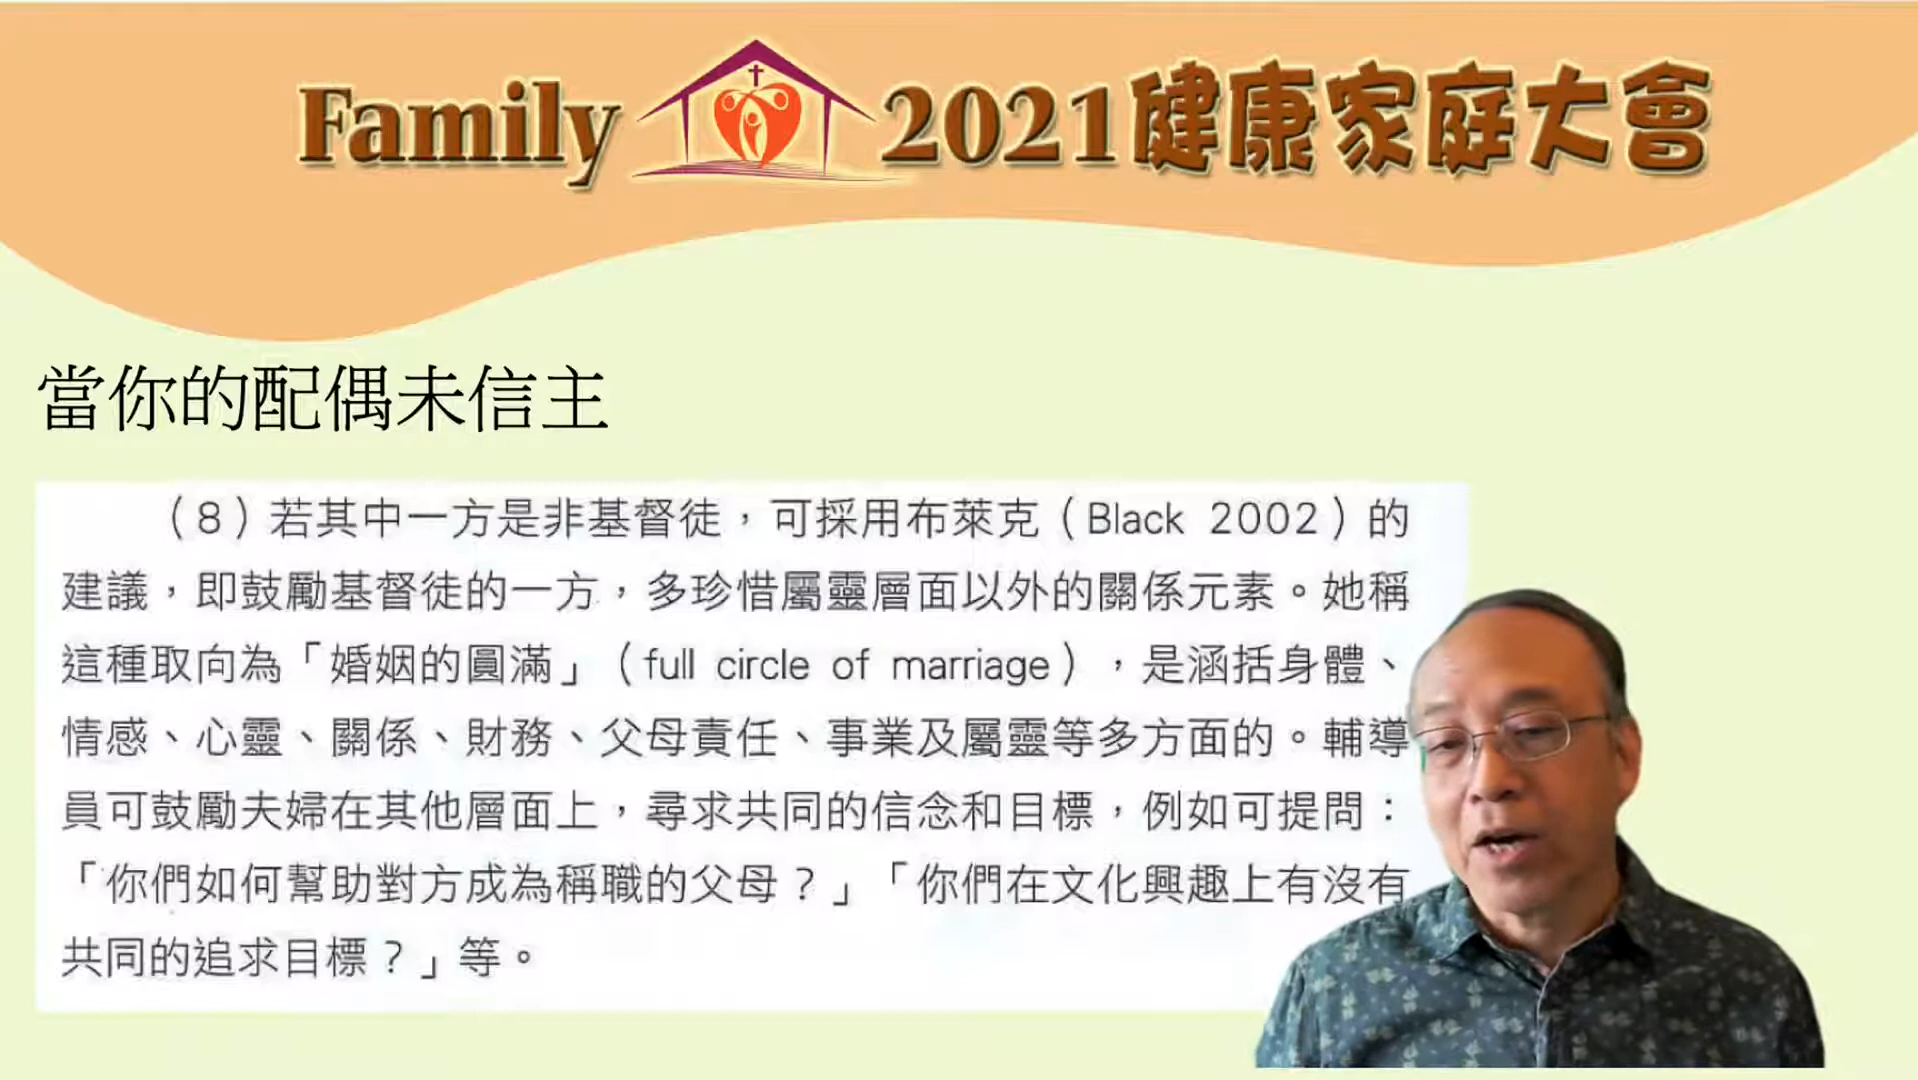 Family 2021健康家庭大會
當你的配偶未信主
（8）若其中一方是非基督徒，可採用布萊克（Black 2002）的
建議，即鼓勵基督徒的一方，多珍惜屬靈層面以外的關係元素。她稱
這種取向為「婚姻的圓滿」（full circle of marriage），是涵括身體、
情感、心靈、關係、財務、父母責任、事業及屬靈等多方面的。輔導
員可鼓勵夫婦在其他層面上，尋求共同的信念和目標，例如可提問：
「你們如何幫助對方成為稱職的父母？」「你們在文化興趣上有沒有
共同的追求目標？」等。